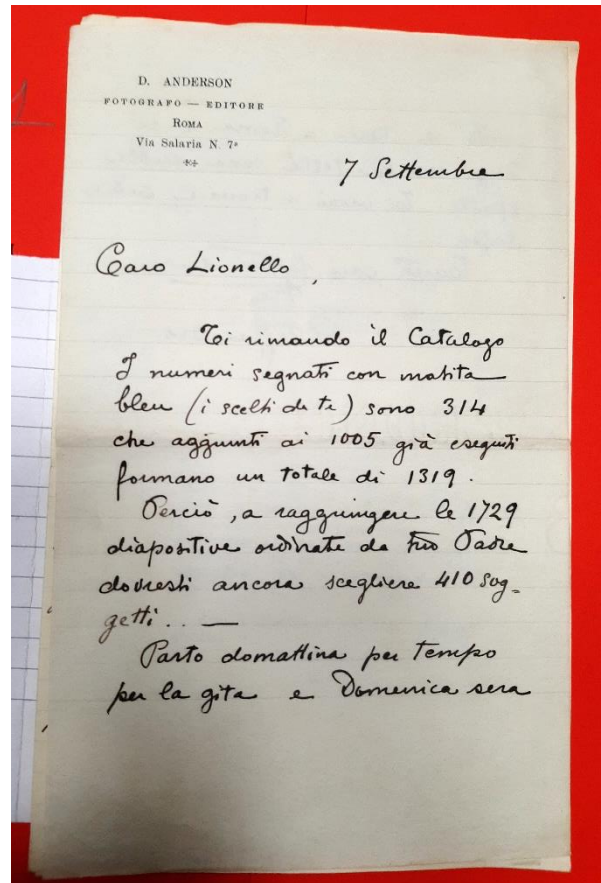 D. ANDERSON
FOTOGRAFO — EDITORE
ROMA
Via Salaria N. 7a
7 Settembre
Caro Lionello,
Ti rimando il Catalogo
I numeri segnati con matita
bleu (i scelti da te) sono 314
che aggiunti ai 1005 già eseguiti
formano un totale di 1319.
Perciò, a raggiungere le 1729
diapositive ordinate da tuo Padre
dovresti ancora scegliere 410 sog-
getti.. —
Parto domattina per tempo
per la gita e Domenica sera